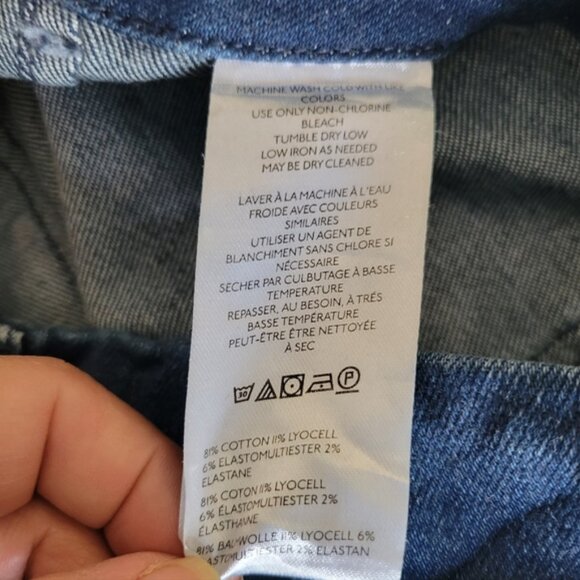 MACHINE WASH COLD WITH LIKE
COLORS
USE ONLY NON-CHLORINE
BLEACH
TUMBLE DRY LOW
LOW IRON AS NEEDED
MAY BE DRY CLEANED
LAVER À LA MACHINE À L'EAU
FROIDE AVEC COULEURS
SIMILAIRES
UTILISER UN AGENT DE
BLANCHIMENT SANS CHLORE SI
NÉCESSAIRE
SECHER PAR CULBUTAGE À BASSE
TEMPERATURE
REPASSER, AU BESOIN, À TRÉS
BASSE TEMPÉRATURE
PEUT-ÊTRE ÊTRE NETTOYÉE
À SEC
30 P
81% COTTON 11% LYOCELL
6% ELASTOMULTIESTER 2%
ELASTANE
81% COTON 11% LYOCELL
6% ÉLASTOMULTIESTER 2%
ÉLASTHANE
81% BAUWOLLE 11% LYOCELL 6%
ELASTOMULTIESTER 2% ELASTAN